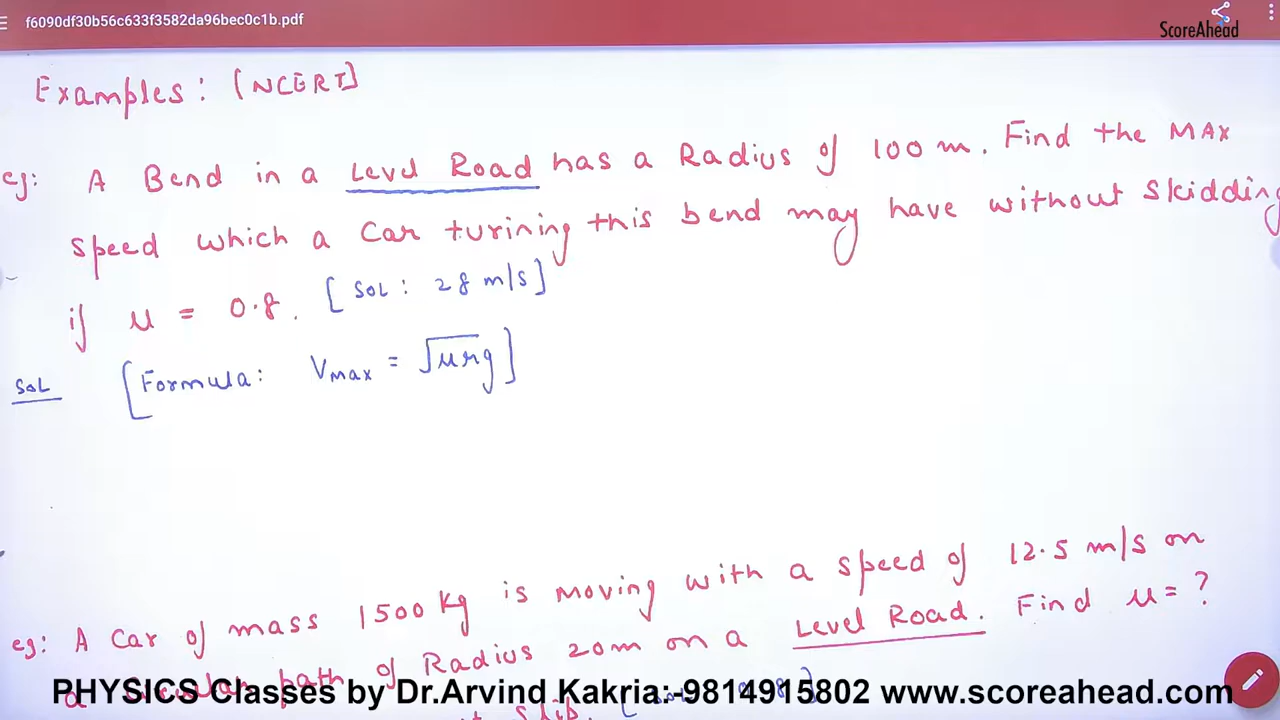 f6090df30b56c633f3582da96bec0c1b.pdf
ScoreAhead
Examples: [NCERT]
eg: A Bend in a Level Road has a Radius of 100 m. Find the MAX
speed which a car turining this bend may have without skidding
if μ = 0.8. [Sol: 28 m/s]
Sol [Formula: Vmax = √μrg]
eg: A Car of mass 1500 kg is moving with a speed of 12.5 m/s on
a circular path of Radius 20m on a Level Road. Find μ = ?
PHYSICS Classes by Dr.Arvind Kakria:-9814915802 www.scoreahead.com